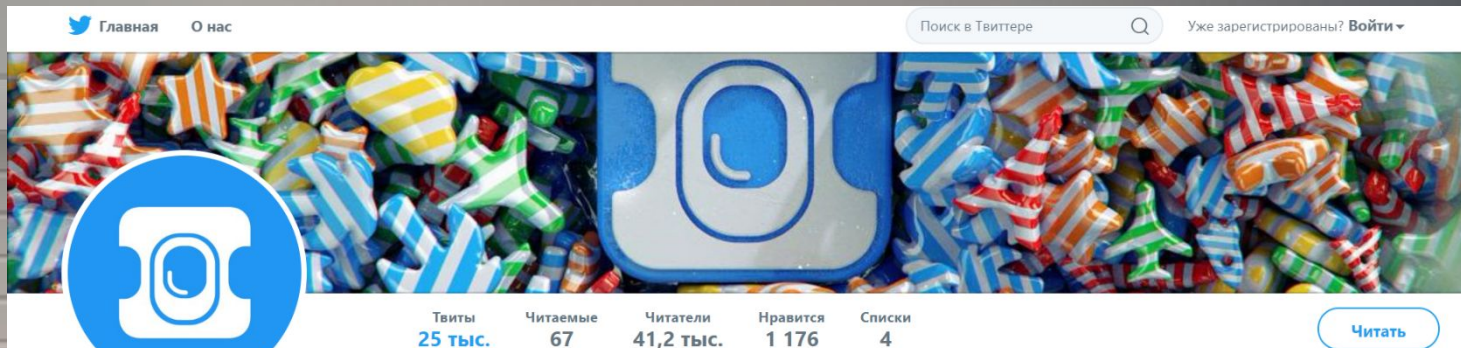 Главная О нас Поиск в Твиттере Уже зарегистрированы? Войти
Твиты Читаемые Читатели Нравится Списки
25 тыс. 67 41,2 тыс. 1 176 4
Читать